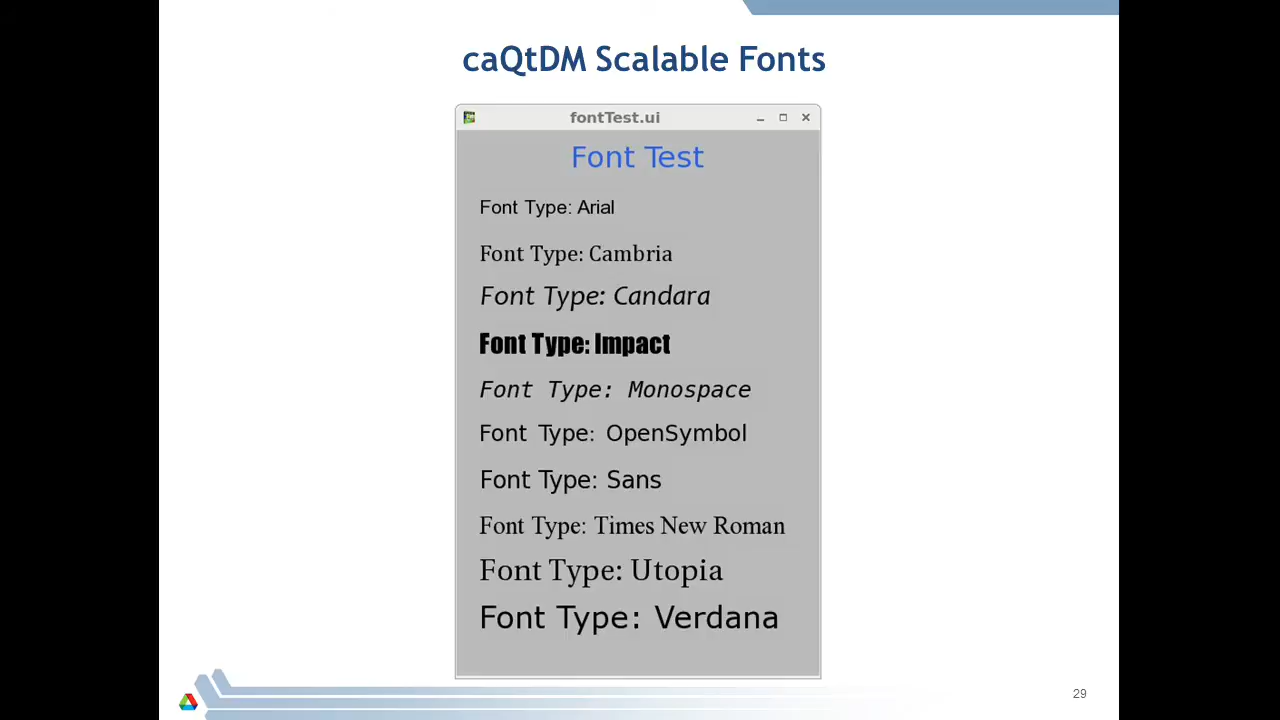 caQtDM Scalable Fonts
fontTest.ui
Font Test
Font Type: Arial
Font Type: Cambria
Font Type: Candara
Font Type: Impact
Font Type: Monospace
Font Type: OpenSymbol
Font Type: Sans
Font Type: Times New Roman
Font Type: Utopia
Font Type: Verdana
29